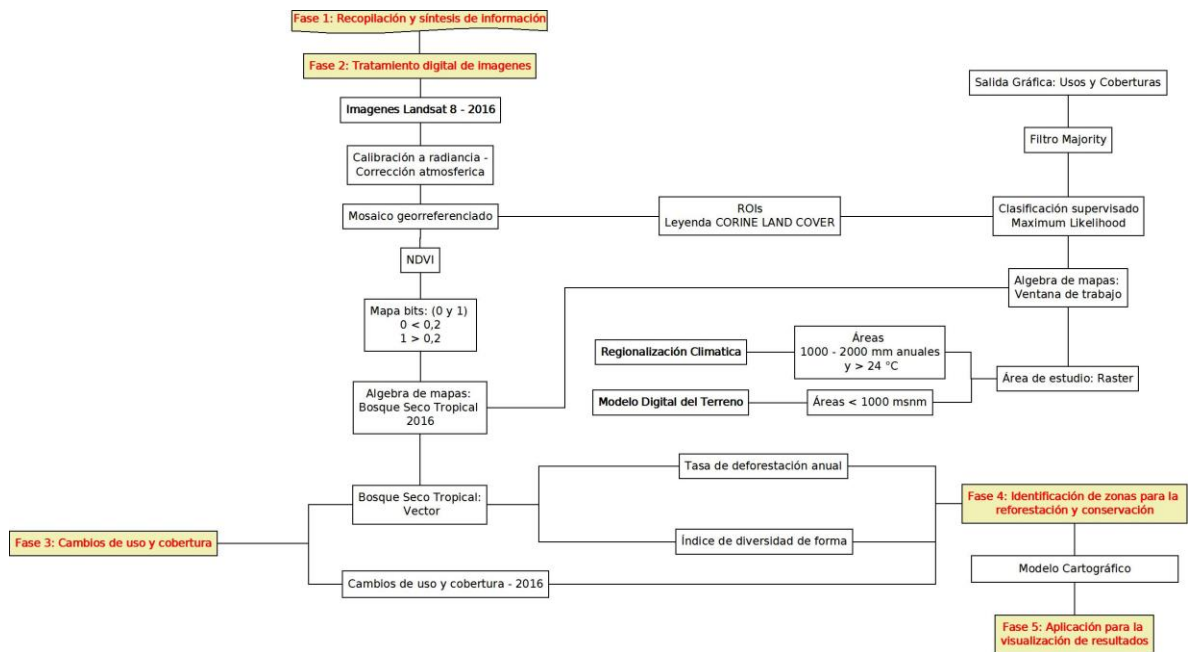 Fase 1: Recopilación y síntesis de información
Fase 2: Tratamiento digital de imagenes
Imagenes Landsat 8 - 2016
Calibración a radiancia -
Corrección atmosferica
Mosaico georreferenciado
NDVI
Mapa bits: (0 y 1)
0 < 0,2
1 > 0,2
Algebra de mapas:
Bosque Seco Tropical
2016
Bosque Seco Tropical:
Vector
Fase 3: Cambios de uso y cobertura
Cambios de uso y cobertura - 2016
Tasa de deforestación anual
Índice de diversidad de forma
ROIs
Leyenda CORINE LAND COVER
Regionalización Climatica
Áreas
1000 - 2000 mm anuales
y > 24 °C
Modelo Digital del Terreno
Áreas < 1000 msnm
Salida Gráfica: Usos y Coberturas
Filtro Majority
Clasificación supervisado
Maximum Likelihood
Algebra de mapas:
Ventana de trabajo
Área de estudio: Raster
Fase 4: Identificación de zonas para la
reforestación y conservación
Modelo Cartográfico
Fase 5: Aplicación para la
visualización de resultados